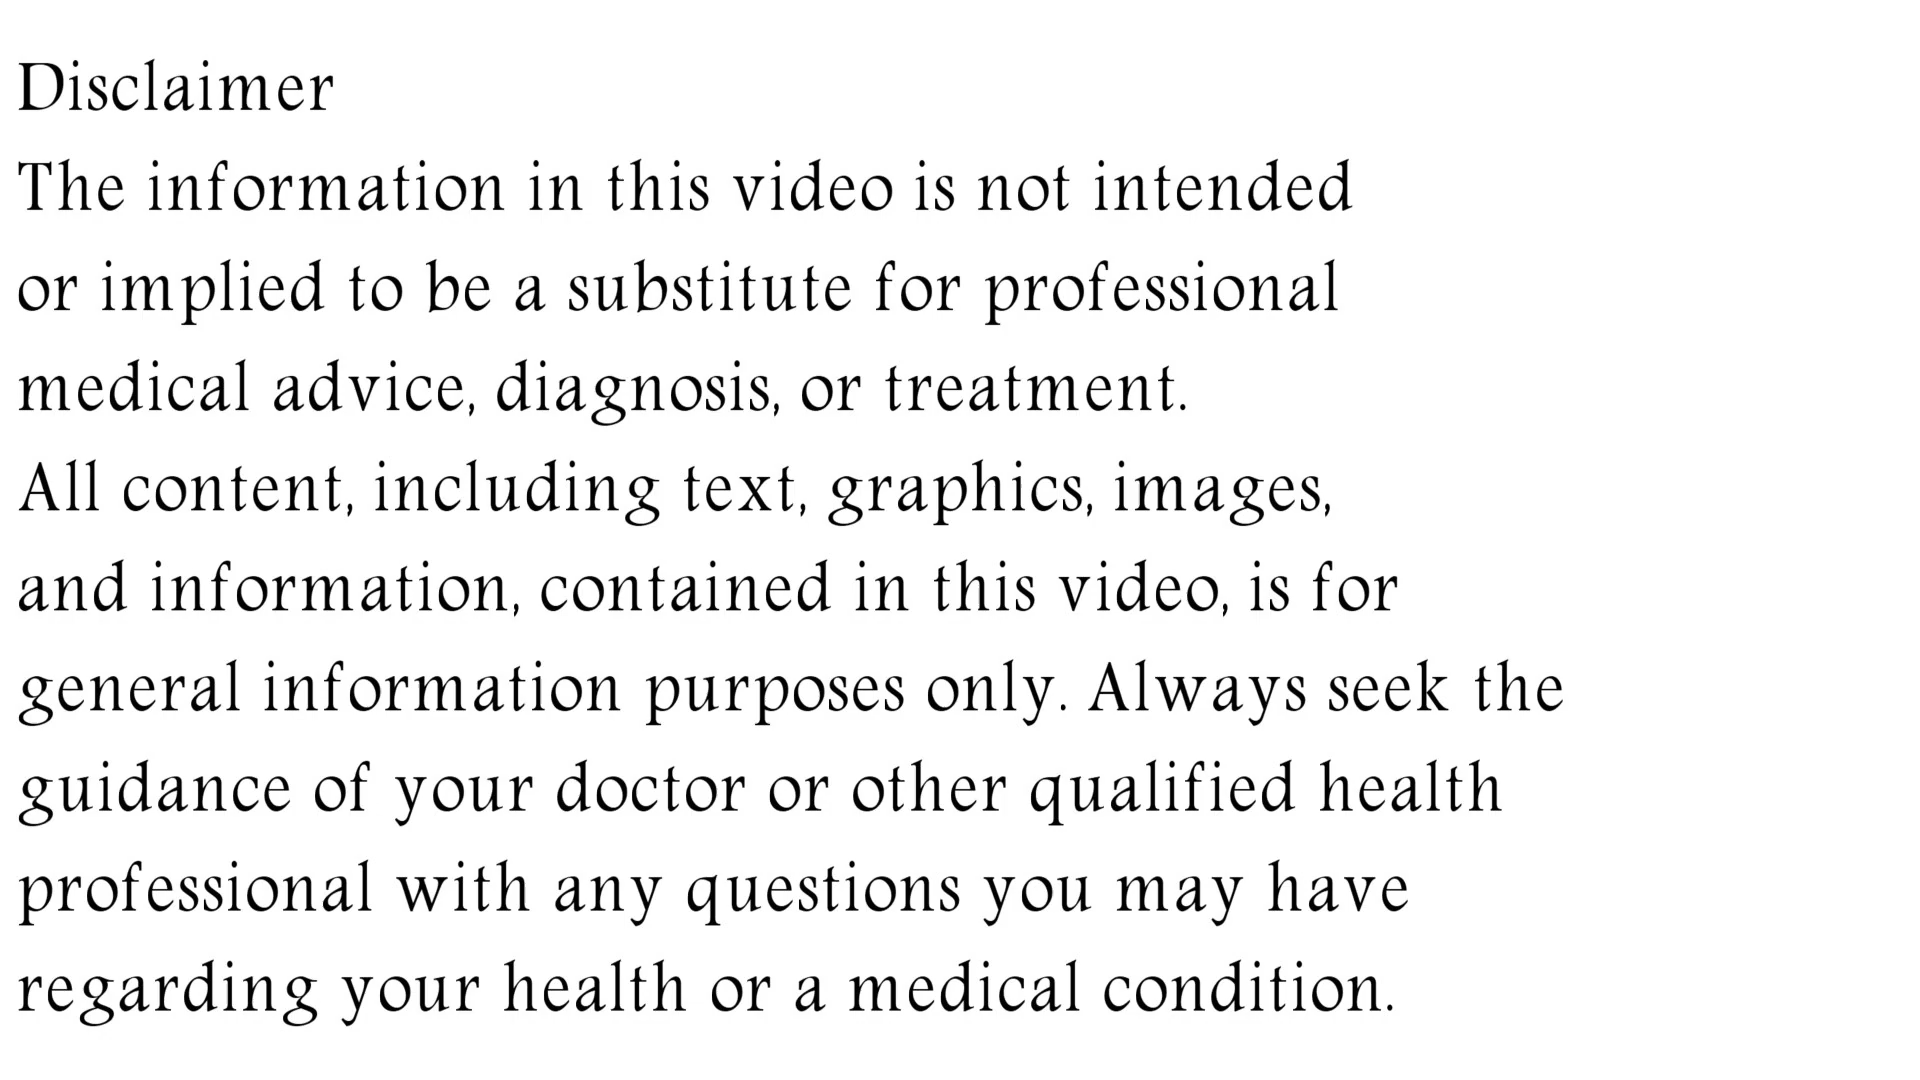 Disclaimer
The information in this video is not intended
or implied to be a substitute for professional
medical advice, diagnosis, or treatment.
All content, including text, graphics, images,
and information, contained in this video, is for
general information purposes only. Always seek the
guidance of your doctor or other qualified health
professional with any questions you may have
regarding your health or a medical condition.